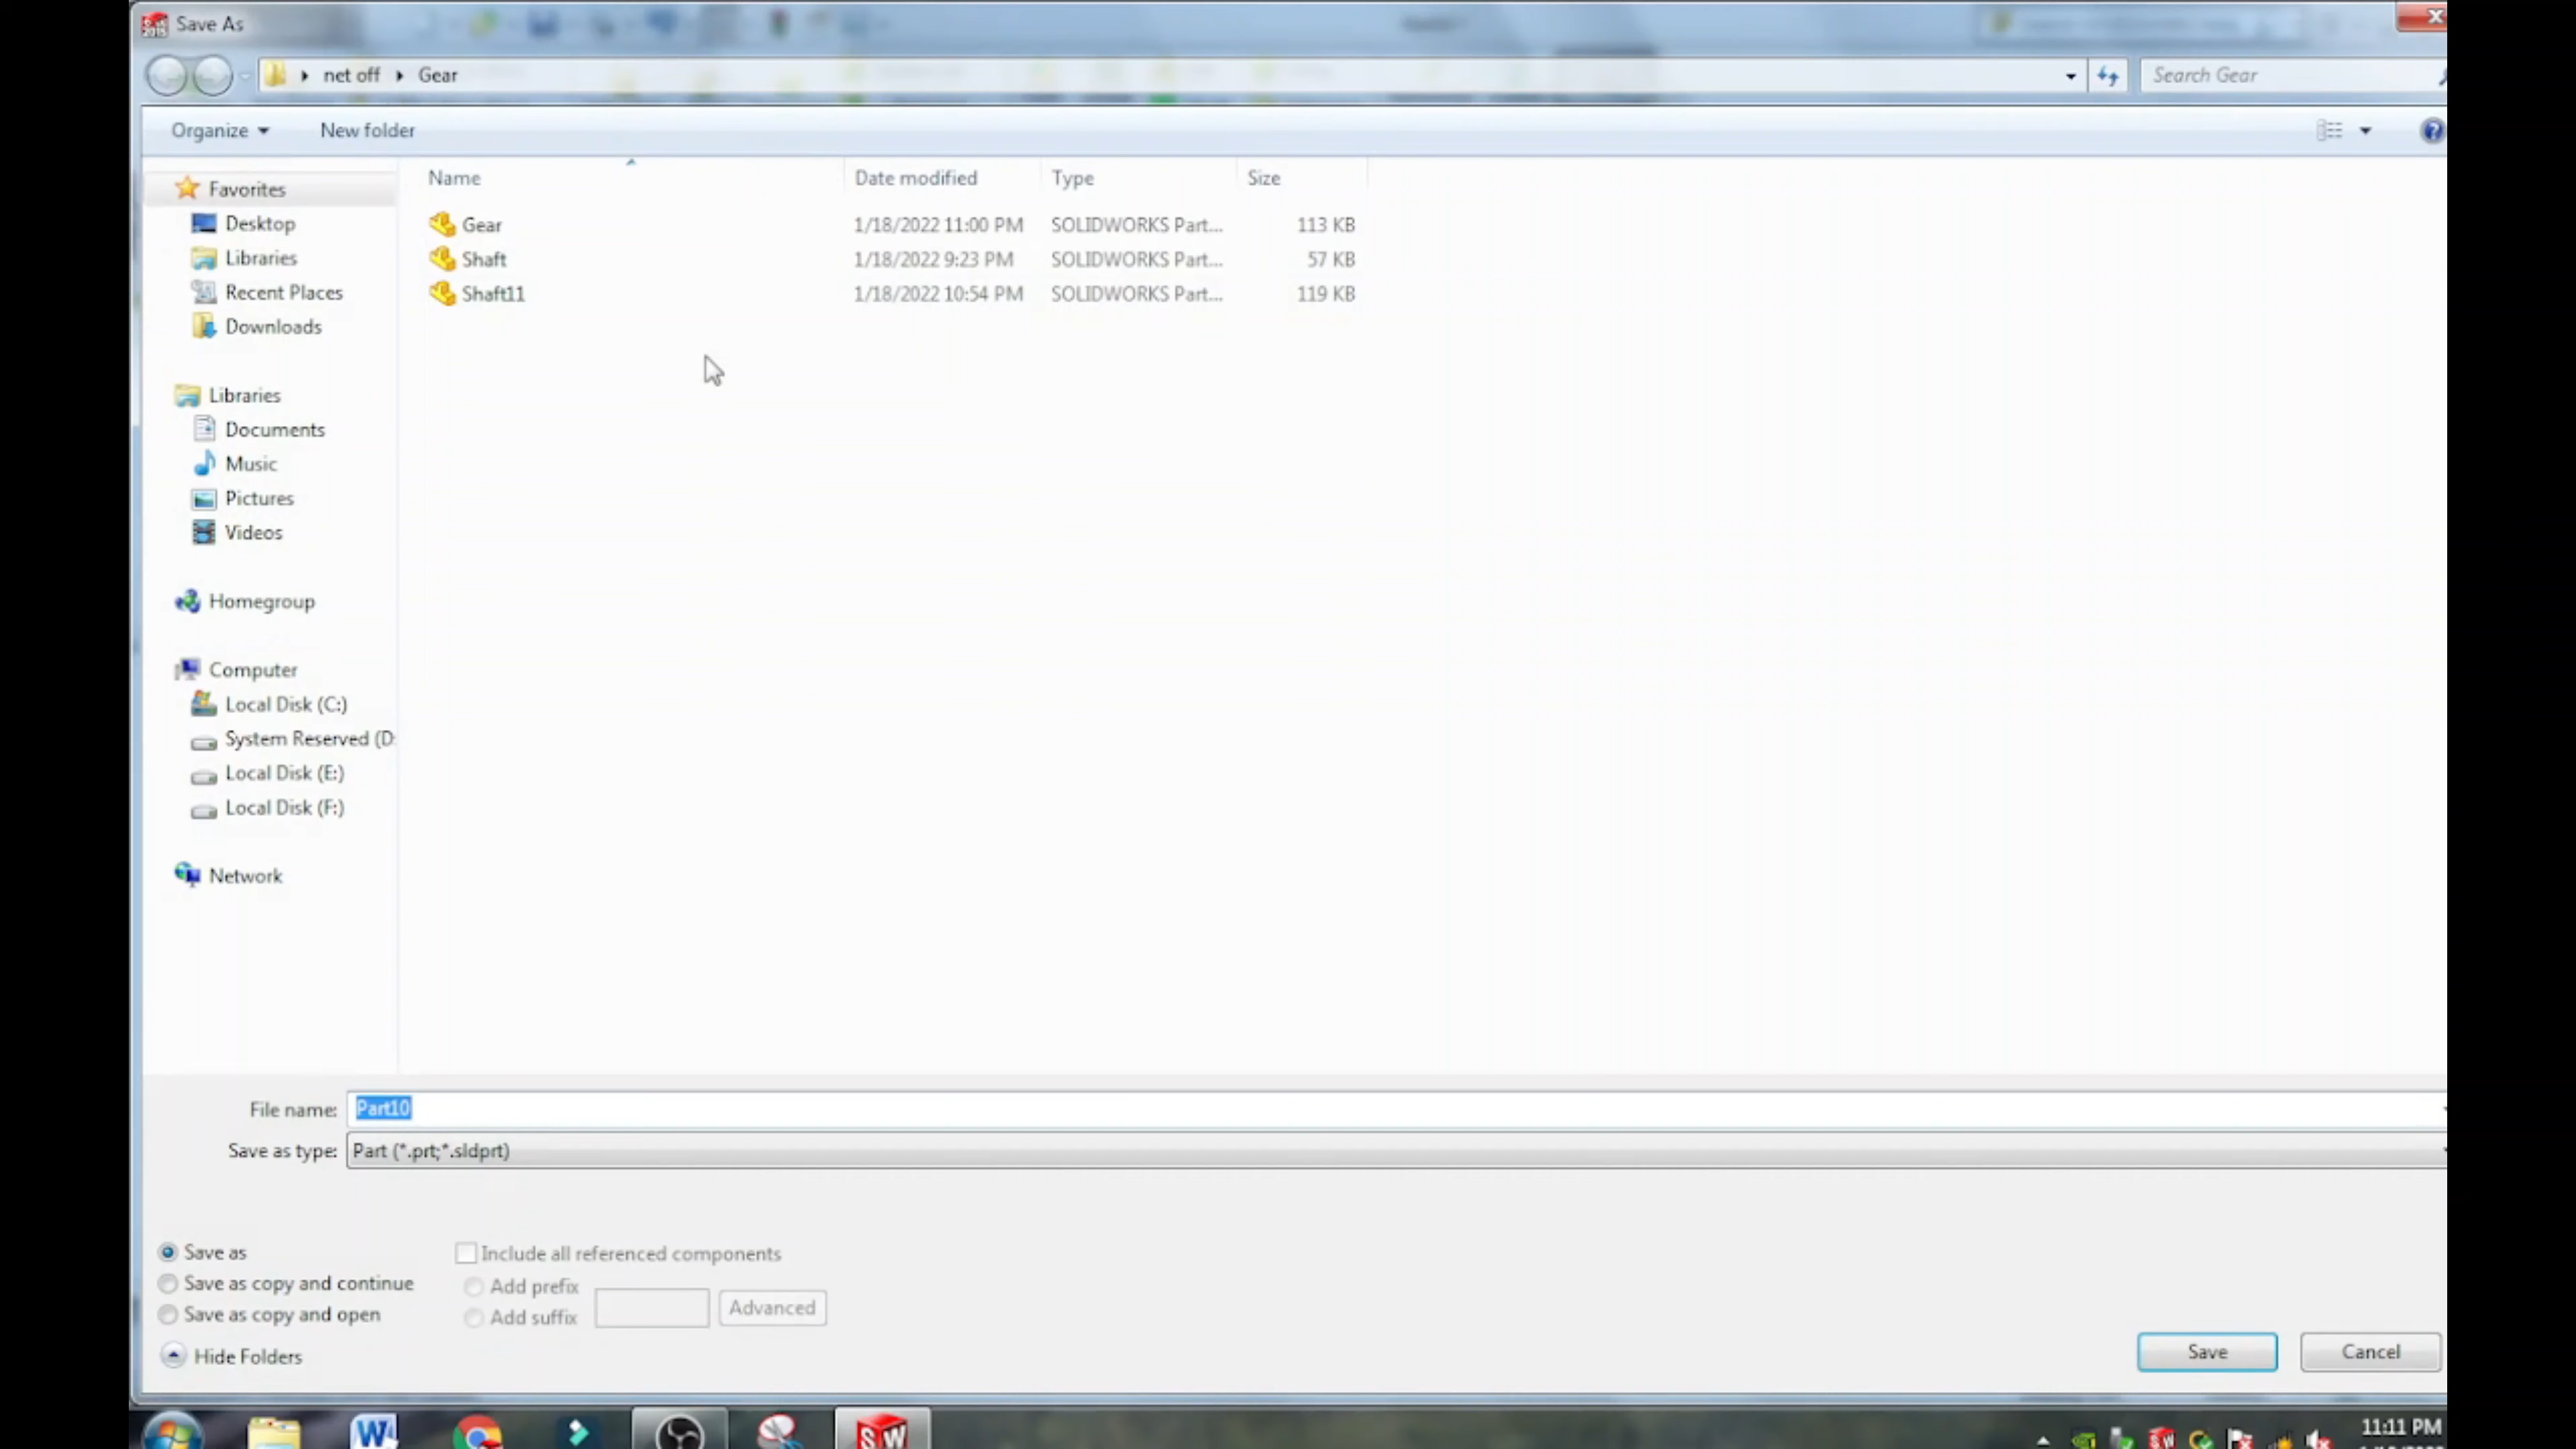 Save As
net off Gear
Search Gear
Organize New folder
Name Date modified Type Size
Gear 1/18/2022 11:00 PM SOLIDWORKS Part... 113 KB
Shaft 1/18/2022 9:23 PM SOLIDWORKS Part... 57 KB
Shaft11 1/18/2022 10:54 PM SOLIDWORKS Part... 119 KB
Favorites
Desktop
Libraries
Recent Places
Downloads
Libraries
Documents
Music
Pictures
Videos
Homegroup
Computer
Local Disk (C:)
System Reserved (D:
Local Disk (E:)
Local Disk (F:)
Network
File name: Part10
Save as type: Part (*.prt;*.sldprt)
Save as
Save as copy and continue
Save as copy and open
Include all referenced components
Add prefix
Add suffix
Advanced
Hide Folders
Save Cancel
11:11 PM